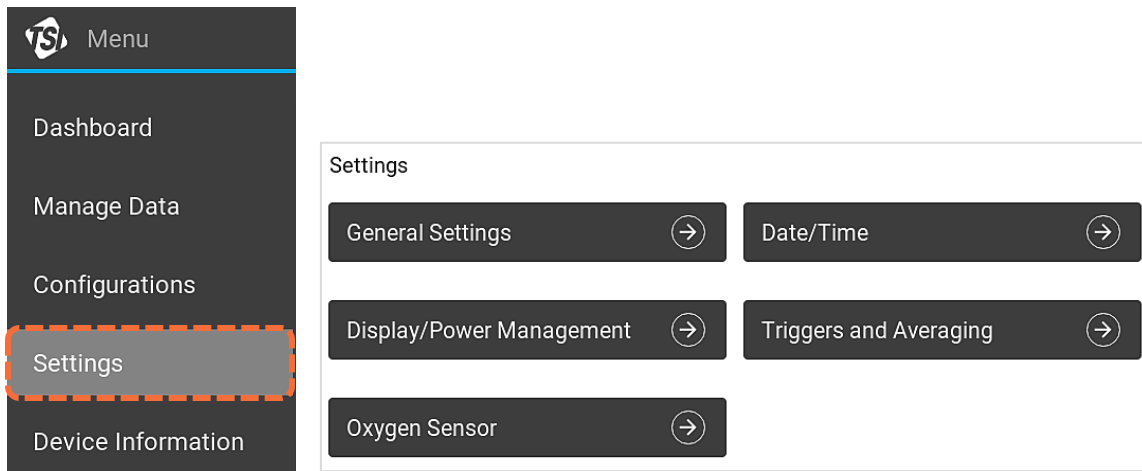 TSI Menu
Dashboard
Manage Data
Configurations
Settings
Device Information
Settings
General Settings
Date/Time
Display/Power Management
Triggers and Averaging
Oxygen Sensor